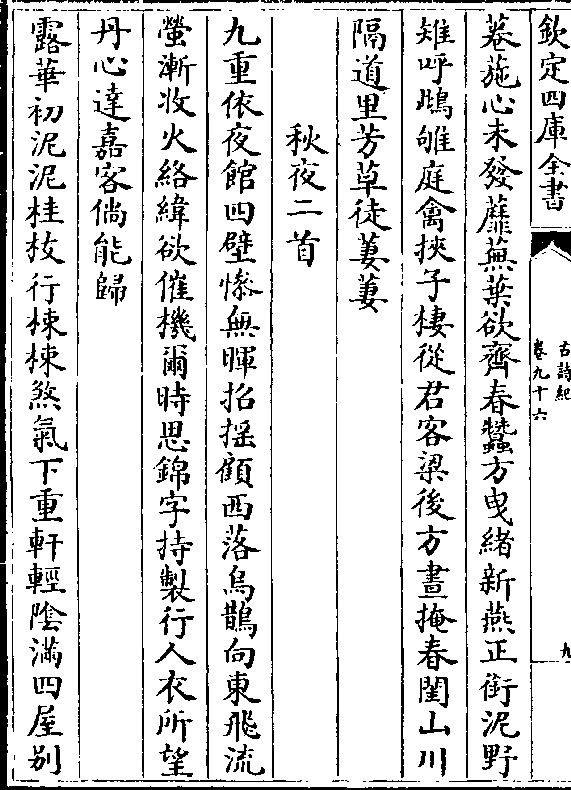 欽定四庫全書
古詩紀
卷九十六
九
菤葹心未發蘼蕪葉欲齊春蠶方曳緒新燕正銜泥野
雉呼鴟雊庭禽挾子棲從君客梁後方晝掩春閨山川
隔道里芳草徒萋萋
秋夜二首
九重依夜館四壁慘無暉招揺顧西落烏鵲向東飛流
螢漸收火絡緯欲催機爾時思錦字持製行人衣所望
丹心達嘉客倘能歸
露華初泥泥桂枝行棟棟煞氣下重軒輕陰滿四屋别